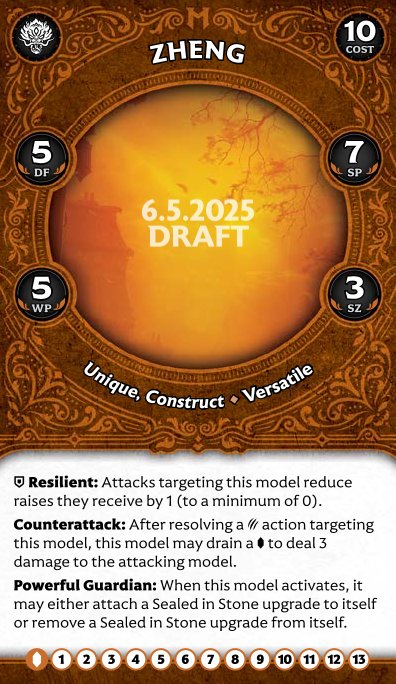 ZHENG
10
COST
5
DF
7
SP
6.5.2025
DRAFT
5
WP
3
SZ
Unique, Construct ⬥ Versatile
Resilient: Attacks targeting this model reduce
raises they receive by 1 (to a minimum of 0).
Counterattack: After resolving a action targeting
this model, this model may drain a to deal 3
damage to the attacking model.
Powerful Guardian: When this model activates, it
may either attach a Sealed in Stone upgrade to itself
or remove a Sealed in Stone upgrade from itself.
1 2 3 4 5 6 7 8 9 10 11 12 13